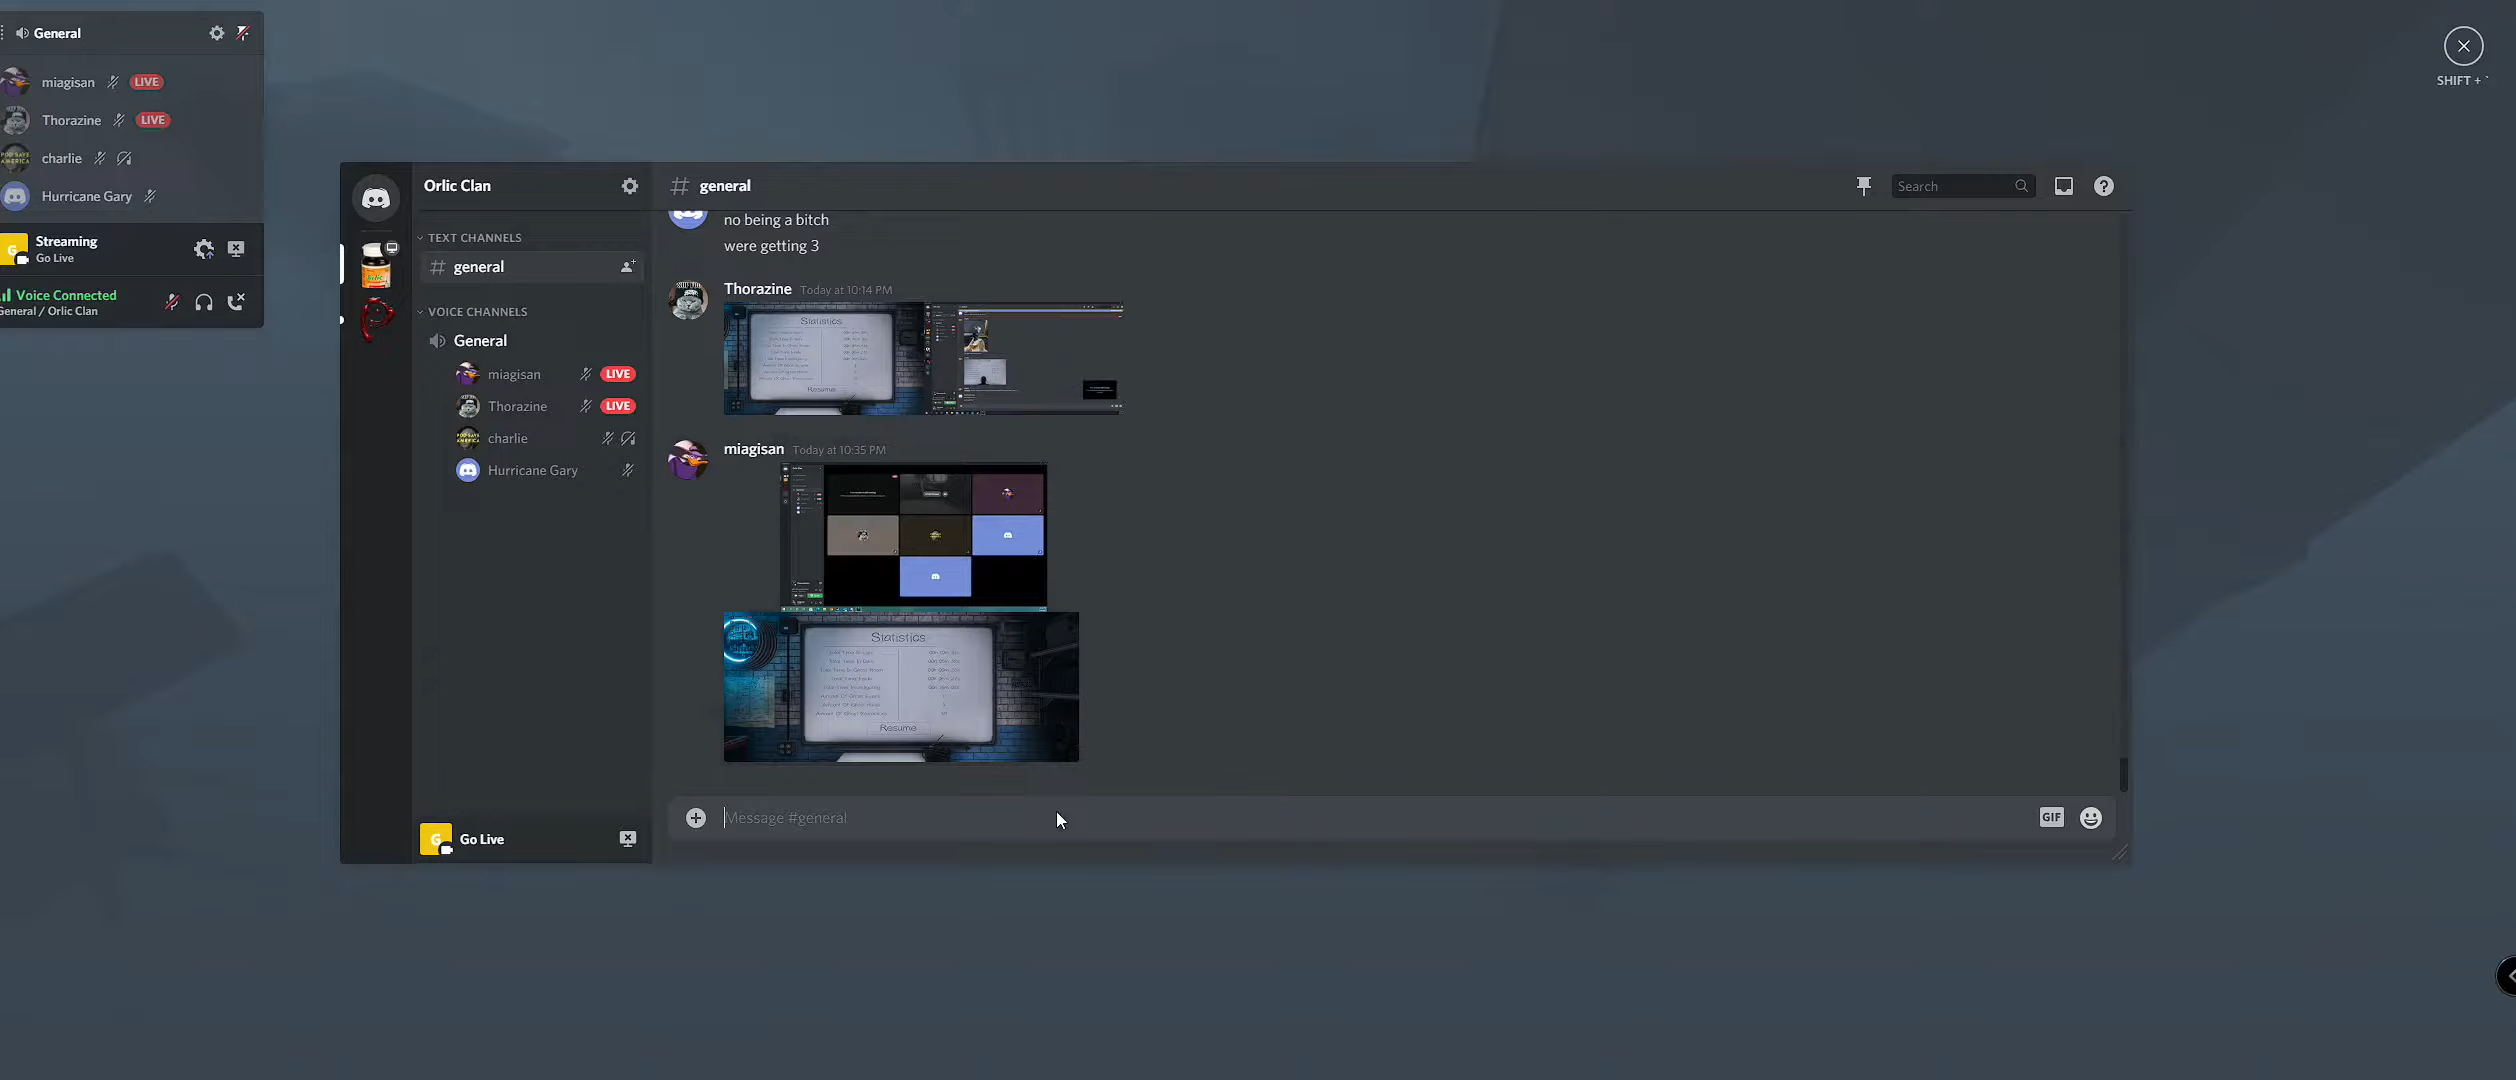 General
miagisan LIVE
Thorazine LIVE
charlie
Hurricane Gary
Streaming
Go Live
Voice Connected
General / Orlic Clan
SHIFT + `
Orlic Clan
TEXT CHANNELS
general
VOICE CHANNELS
General
miagisan LIVE
Thorazine LIVE
charlie
Hurricane Gary
Go Live
# general
Search
no being a bitch
were getting 3
Thorazine Today at 10:14 PM
Statistics
Resume
miagisan Today at 10:35 PM
Statistics
Resume
Message #general
GIF